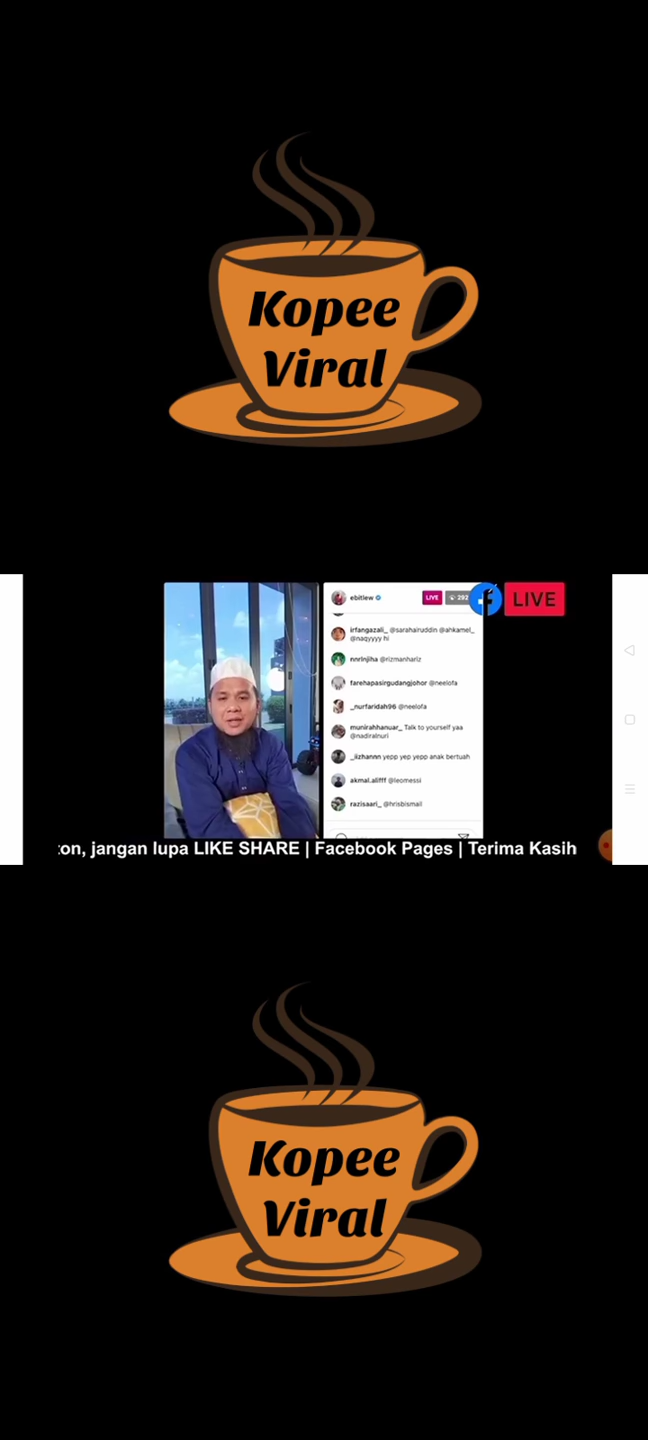 Kopee
Viral
ebitlew
LIVE
292
LIVE
irfangazali_ @sarahairuddin @ahkamel_
@naqyyyy hi
nnrinjiha @rizmanhariz
farehapasirgudangjohor @neelofa
_nurfaridah96 @neelofa
munirahhanuar_ Talk to yourself yaa
@nadiralnuri
_iizhannn yepp yep yepp anak bertuah
akmal.alifff @leomessi
razisaari_ @hrisbismail
ton, jangan lupa LIKE SHARE | Facebook Pages | Terima Kasih
Kopee
Viral